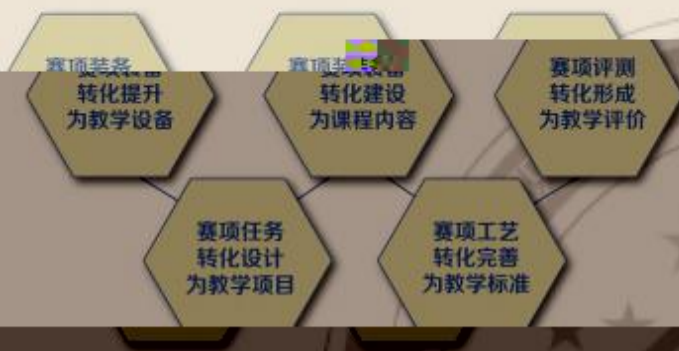 赛项装备
转化提升
为教学设备
赛项
转化建设
为课程内容
赛项评测
转化形成
为教学评价
赛项任务
转化设计
为教学项目
赛项工艺
转化完善
为教学标准